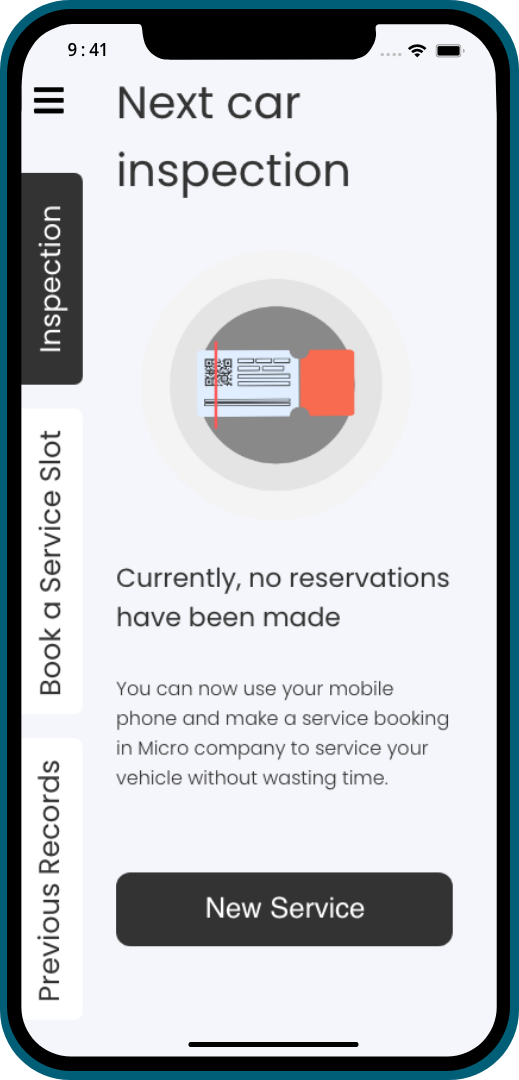 9:41
Next car
inspection
Inspection
Book a Service Slot
Previous Records
Currently, no reservations
have been made
You can now use your mobile
phone and make a service booking
in Micro company to service your
vehicle without wasting time.
New Service